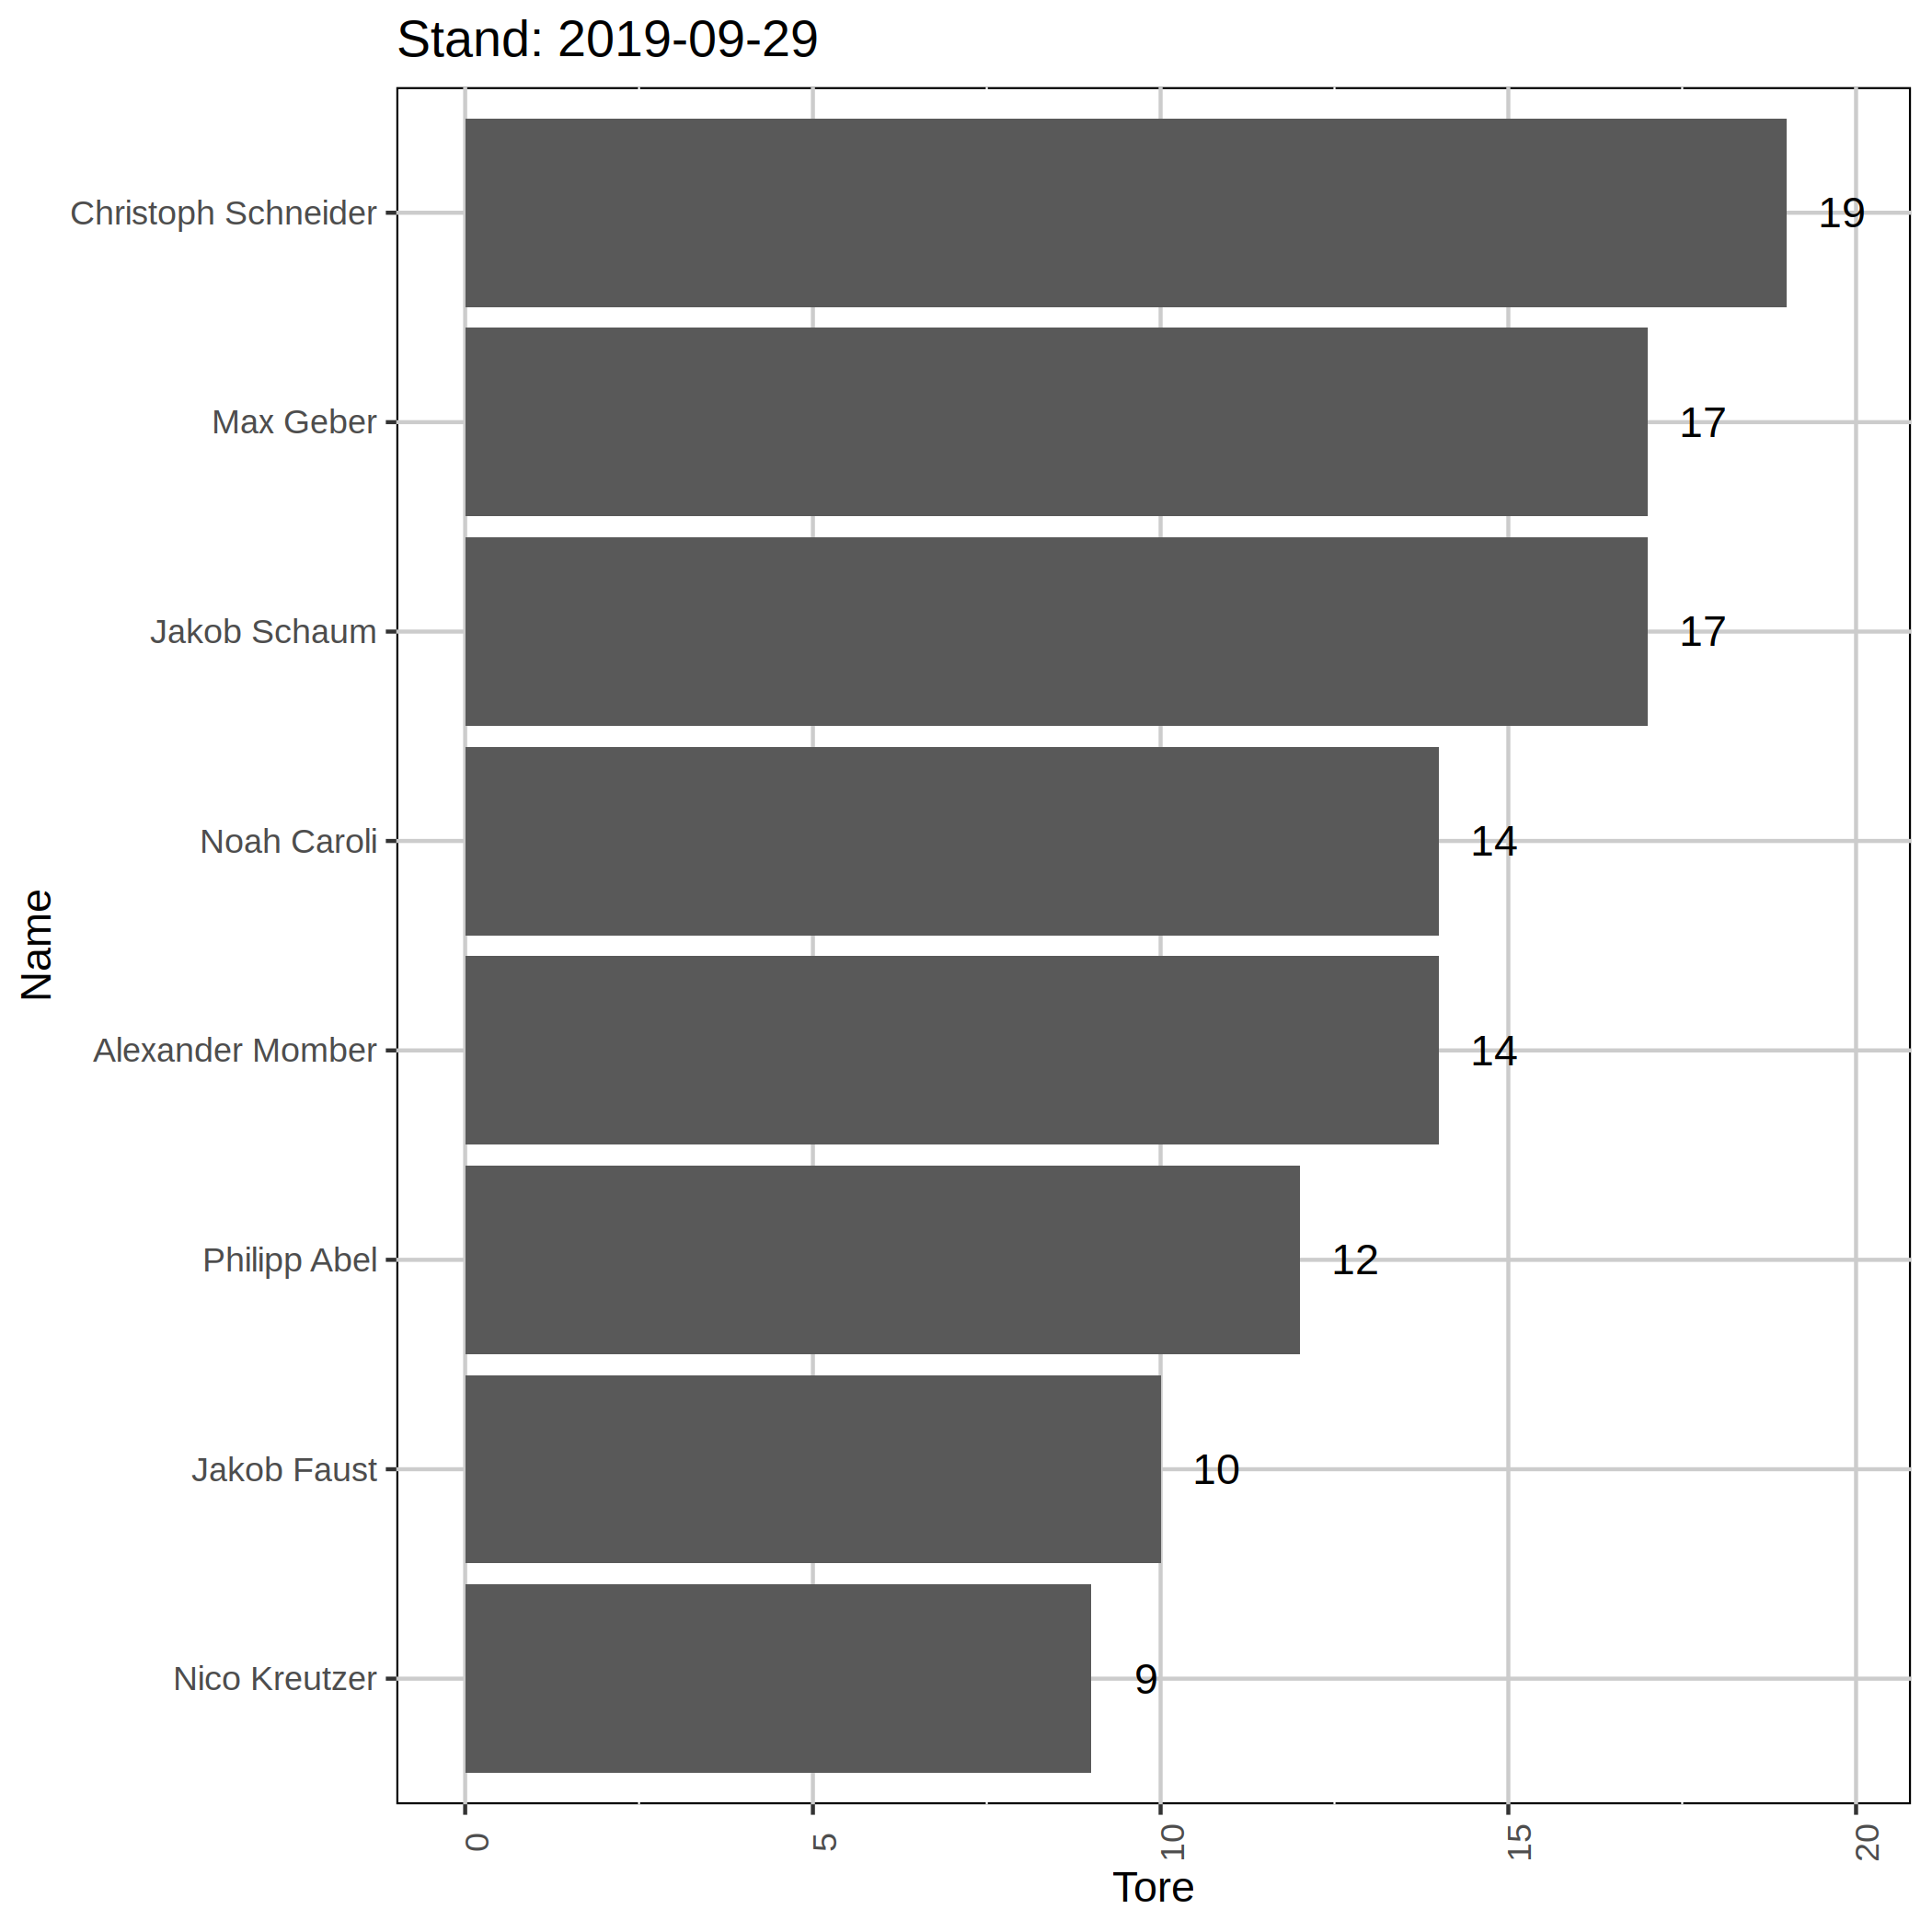 Stand: 2019-09-29
Christoph Schneider 19
Max Geber 17
Jakob Schaum 17
Noah Caroli 14
Alexander Momber 14
Philipp Abel 12
Jakob Faust 10
Nico Kreutzer 9
Name
0 5 10 15 20
Tore